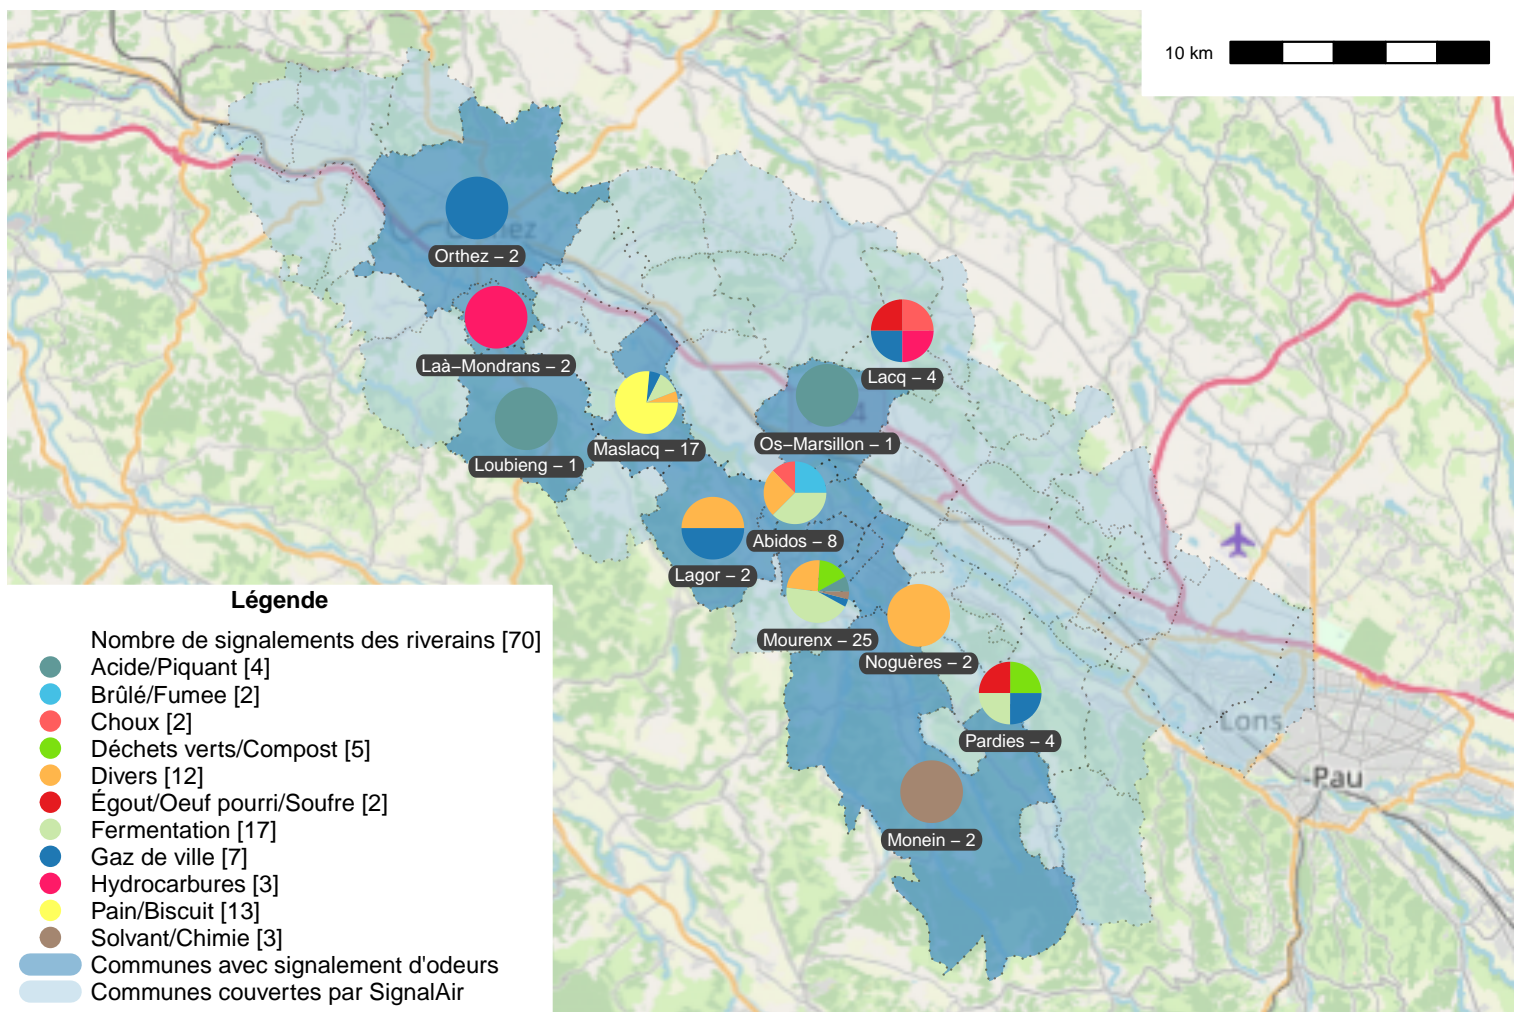 10 km
Orthez – 2
Laà–Mondrans – 2
Lacq – 4
Maslacq – 17
Os–Marsillon – 1
Loubieng – 1
Abidos – 8
Lagor – 2
Mourenx – 25
Noguères – 2
Lons
Pardies – 4
Pau
Monein – 2
Légende
Nombre de signalements des riverains [70]
Acide/Piquant [4]
Brûlé/Fumee [2]
Choux [2]
Déchets verts/Compost [5]
Divers [12]
Égout/Oeuf pourri/Soufre [2]
Fermentation [17]
Gaz de ville [7]
Hydrocarbures [3]
Pain/Biscuit [13]
Solvant/Chimie [3]
Communes avec signalement d'odeurs
Communes couvertes par SignalAir